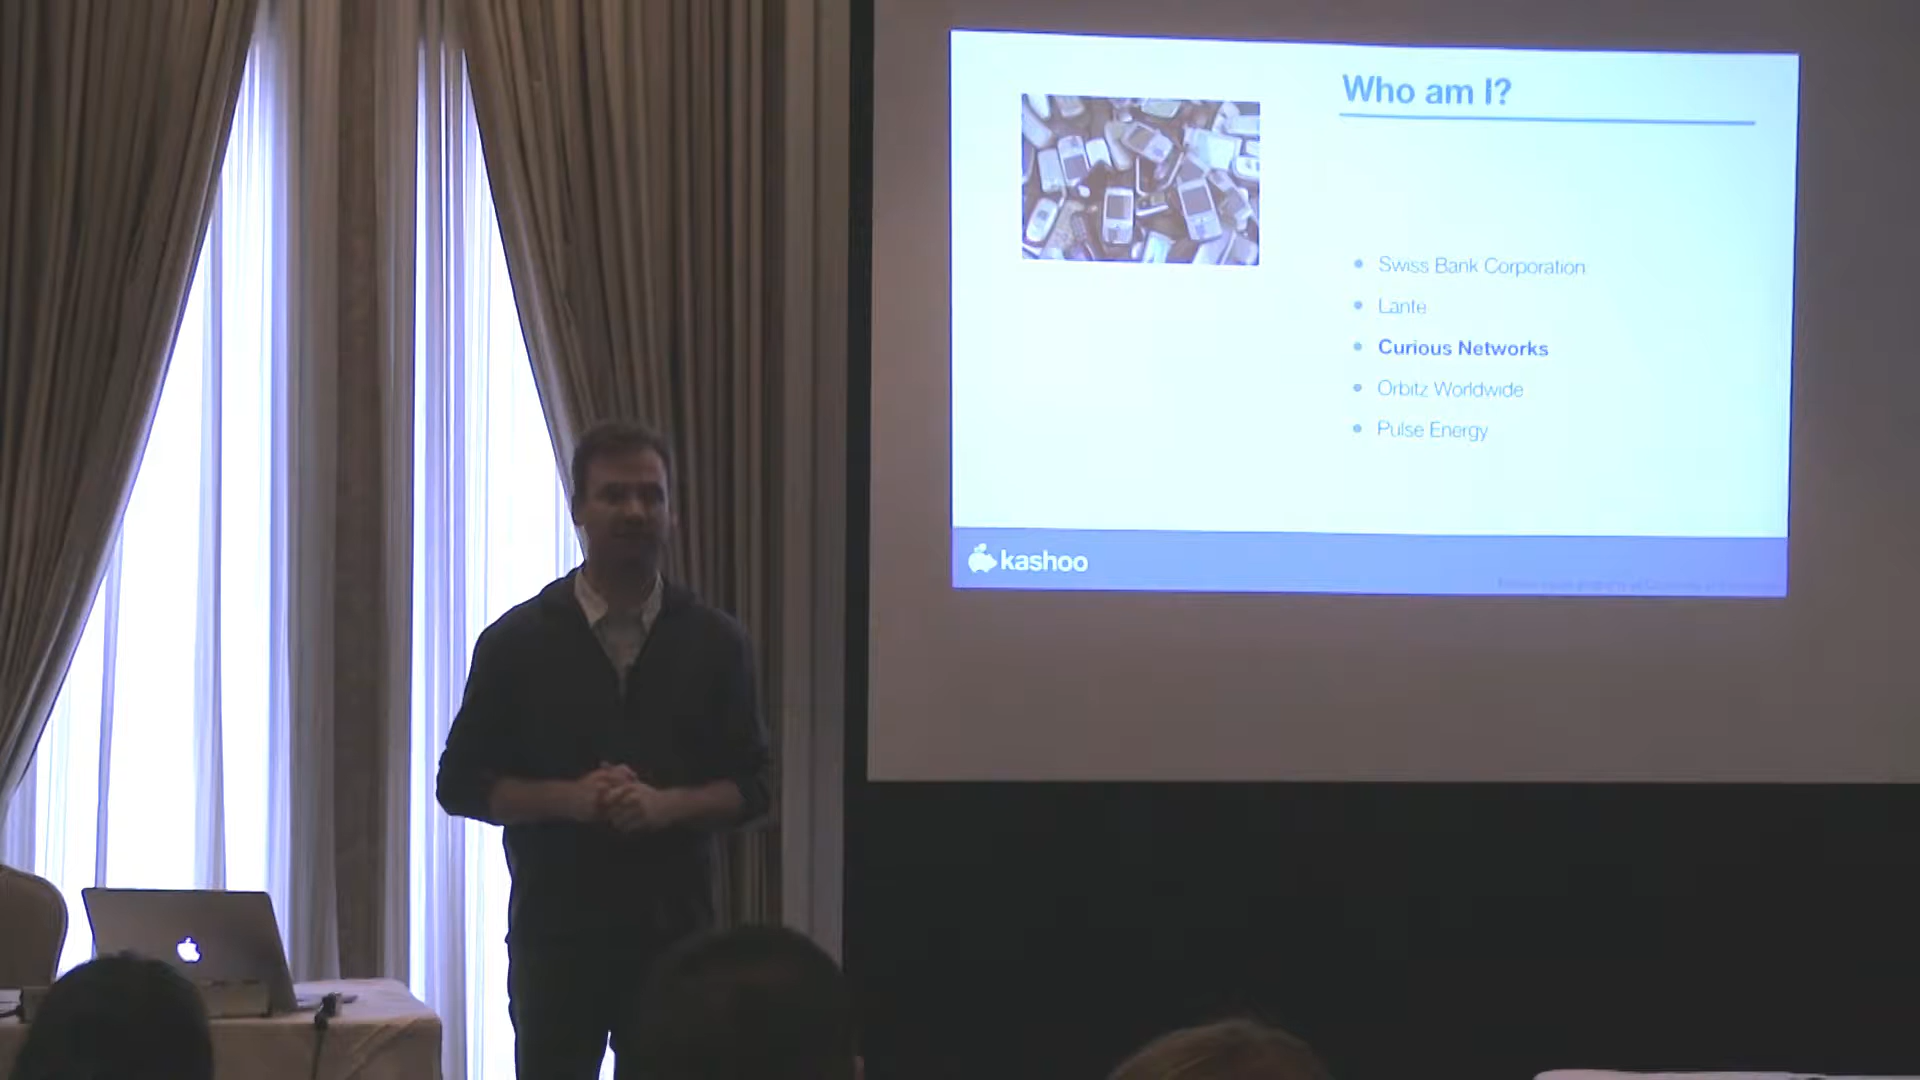 Who am I?
Swiss Bank Corporation
Lante
Curious Networks
Orbitz Worldwide
Pulse Energy
kashoo